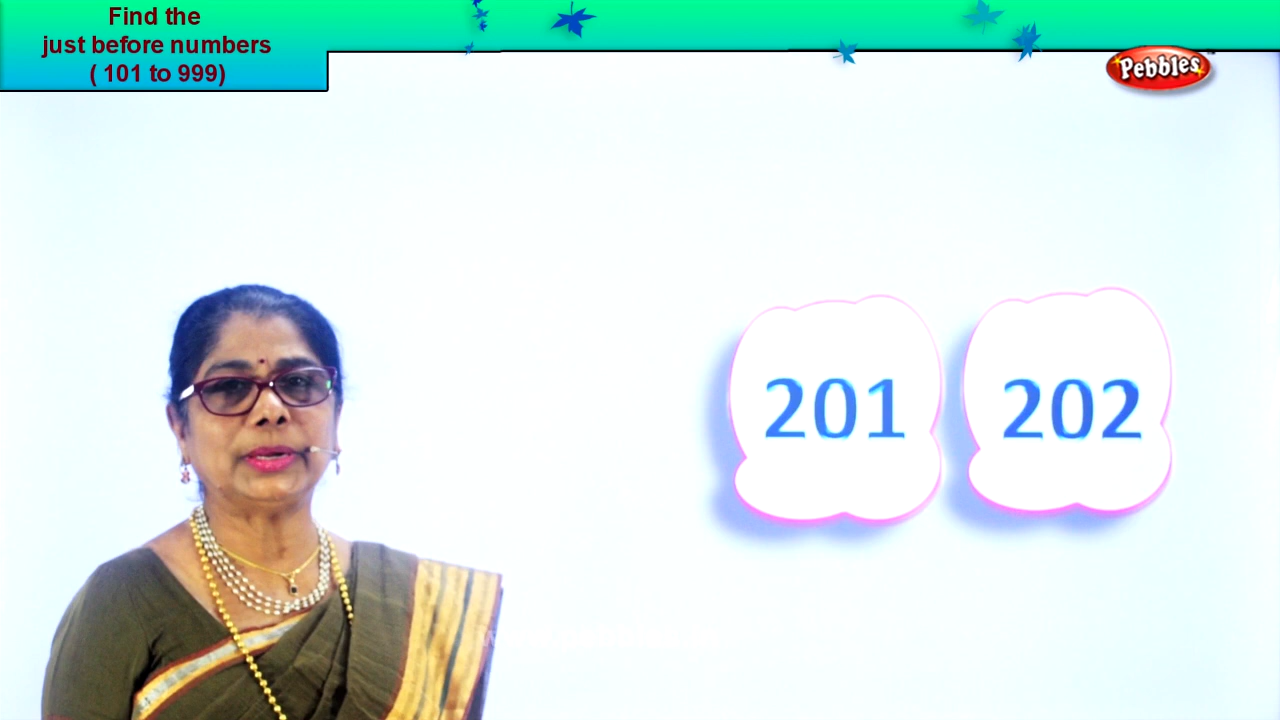 Find the
just before numbers
( 101 to 999)
Pebbles
201 202